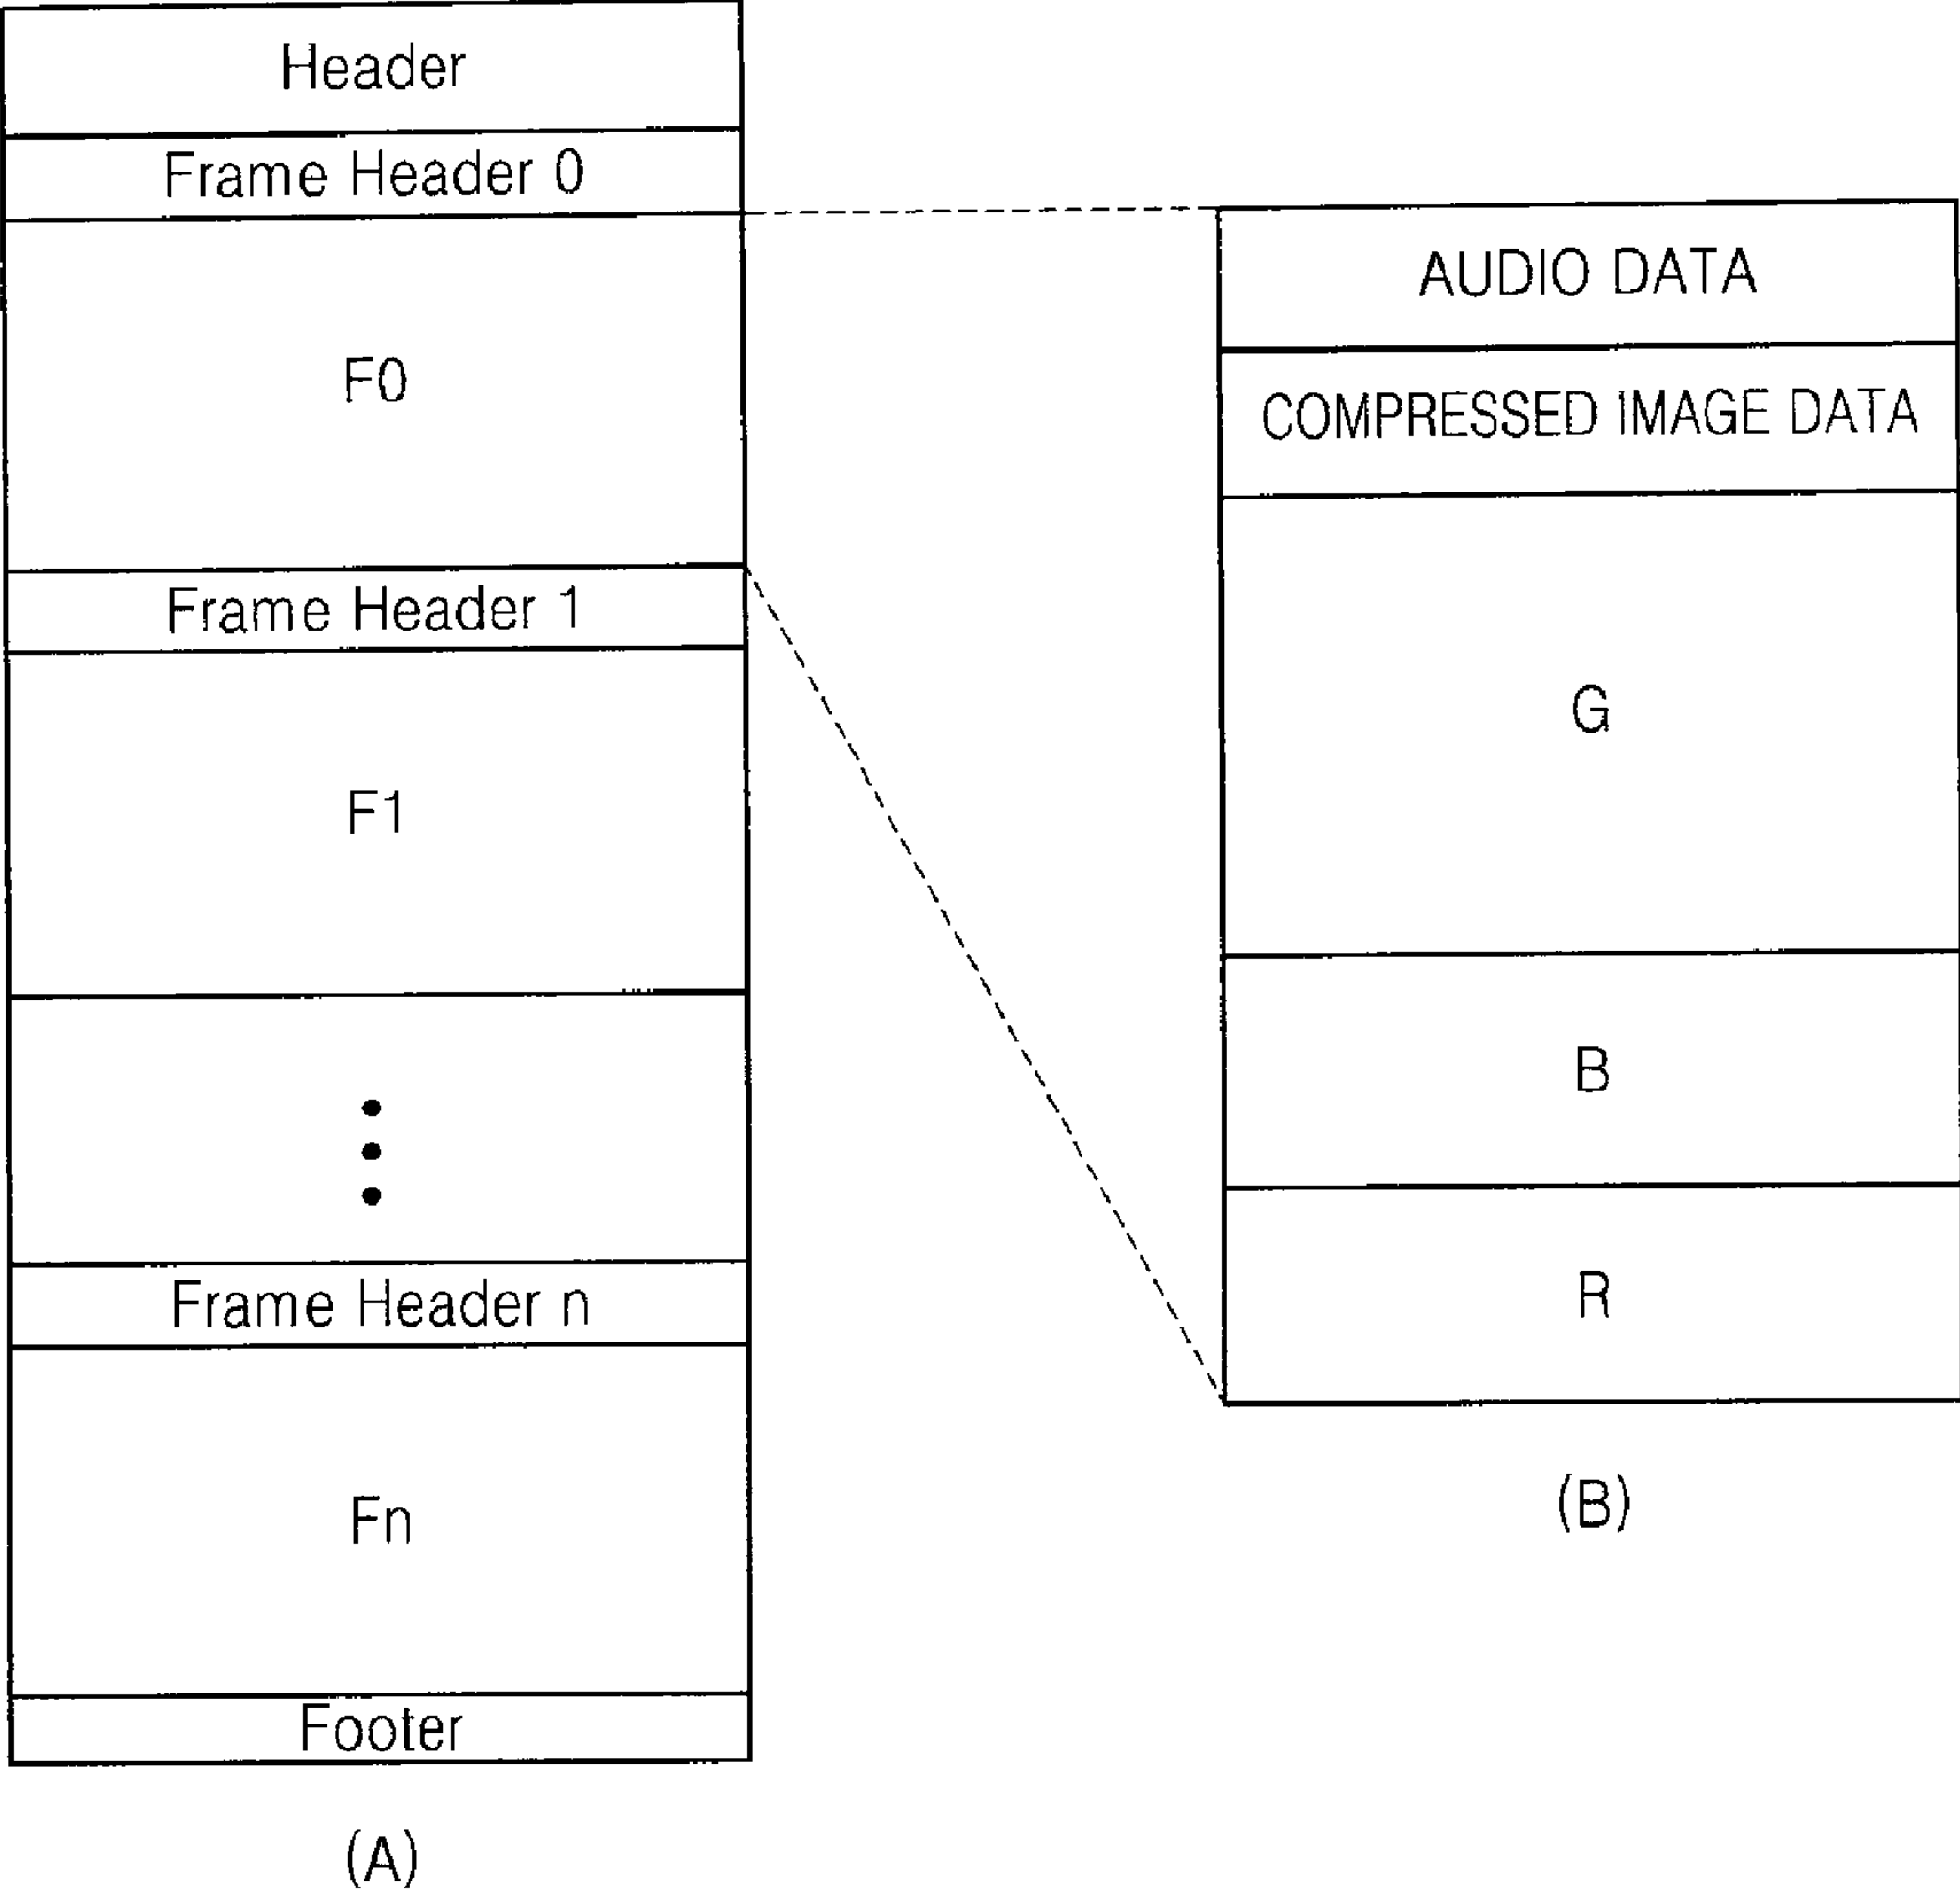 Header
Frame Header 0
F0
Frame Header 1
F1
Frame Header n
Fn
Footer
(A)
AUDIO DATA
COMPRESSED IMAGE DATA
G
B
R
(B)